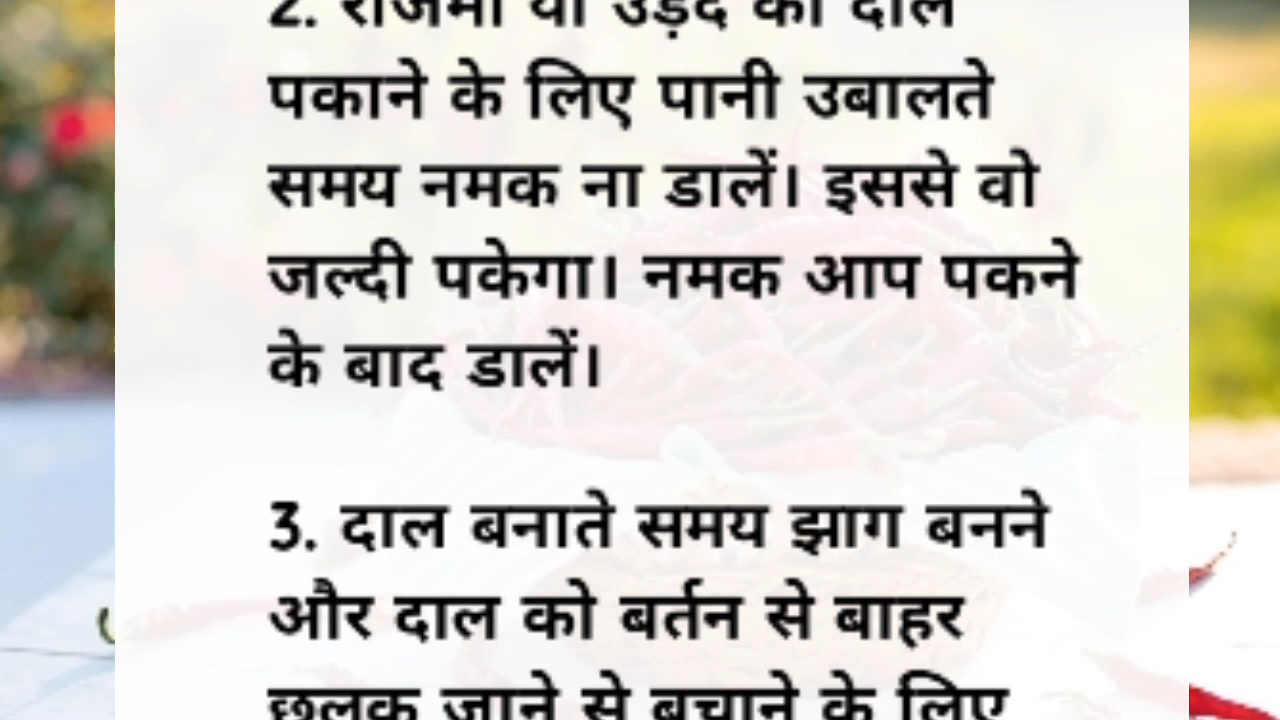 2. राजमा या उड़द की दाल
पकाने के लिए पानी उबालते
समय नमक ना डालें। इससे वो
जल्दी पकेगा। नमक आप पकने
के बाद डालें।
3. दाल बनाते समय झाग बनने
और दाल को बर्तन से बाहर
छलक जाने से बचाने के लिए